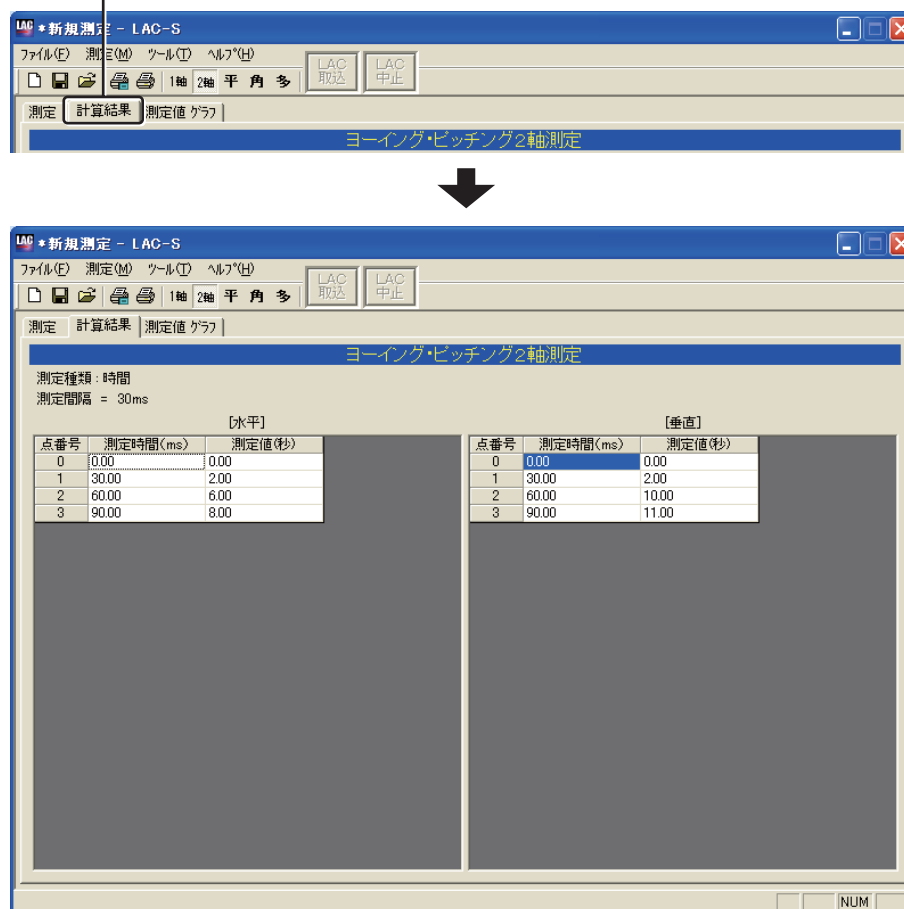 LAC *新規測定 - LAC-S
ファイル(F) 測定(M) ツール(T) ヘルプ(H)
LAC 取込 LAC 中止
1軸 2軸 平 角 多
測定 計算結果 測定値グラフ
ヨーイング・ピッチング2軸測定
LAC *新規測定 - LAC-S
ファイル(F) 測定(M) ツール(T) ヘルプ(H)
LAC 取込 LAC 中止
1軸 2軸 平 角 多
測定 計算結果 測定値グラフ
ヨーイング・ピッチング2軸測定
測定種類:時間
測定間隔 = 30ms
[水平]
点番号 測定時間(ms) 測定値(秒)
0 0.00 0.00
1 30.00 2.00
2 60.00 6.00
3 90.00 8.00
[垂直]
点番号 測定時間(ms) 測定値(秒)
0 0.00 0.00
1 30.00 2.00
2 60.00 10.00
3 90.00 11.00
NUM